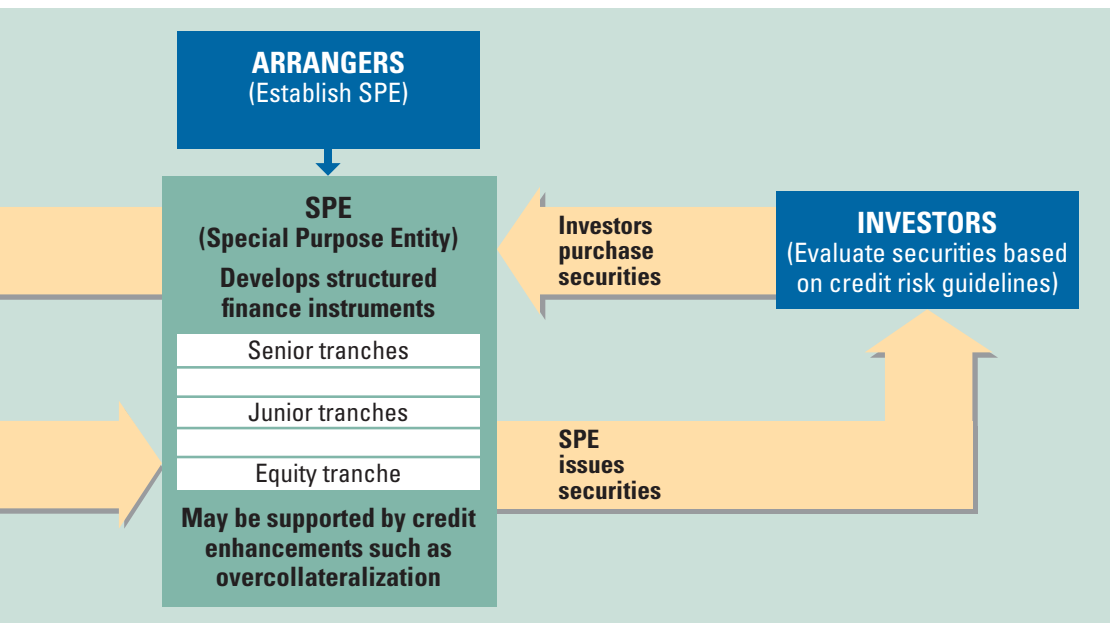 ARRANGERS
(Establish SPE)
SPE
(Special Purpose Entity)
Develops structured
finance instruments
Senior tranches
Junior tranches
Equity tranche
May be supported by credit
enhancements such as
overcollateralization
Investors
purchase
securities
INVESTORS
(Evaluate securities based
on credit risk guidelines)
SPE
issues
securities